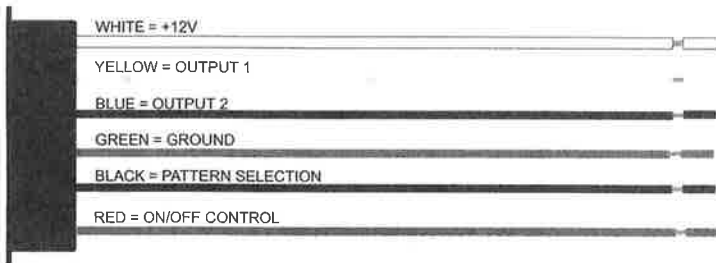 WHITE = +12V
YELLOW = OUTPUT 1
BLUE = OUTPUT 2
GREEN = GROUND
BLACK = PATTERN SELECTION
RED = ON/OFF CONTROL